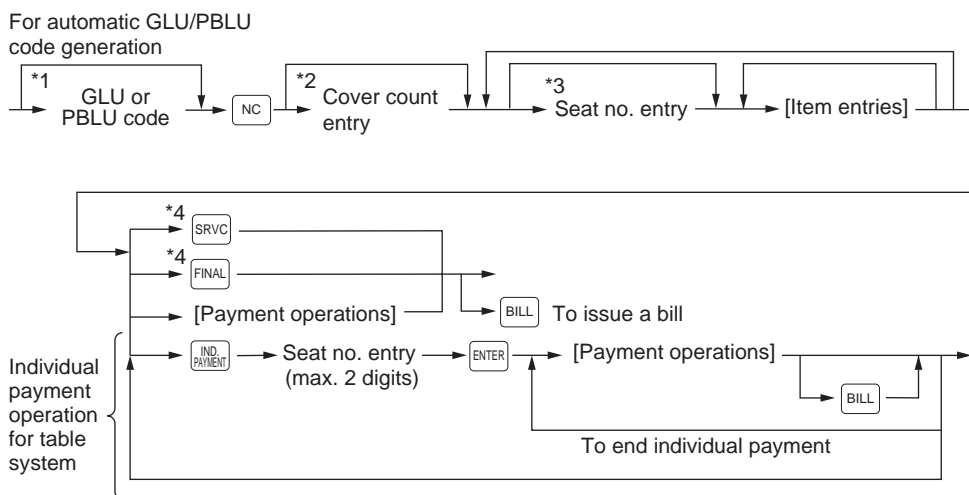 For automatic GLU/PBLU
code generation
*1
GLU or
PBLU code
NC
*2
Cover count
entry
*3
Seat no. entry
[Item entries]
*4
SRVC
*4
FINAL
[Payment operations]
BILL
To issue a bill
Individual
payment
operation
for table
system
IND.
PAYMENT
Seat no. entry
(max. 2 digits)
ENTER
[Payment operations]
BILL
To end individual payment